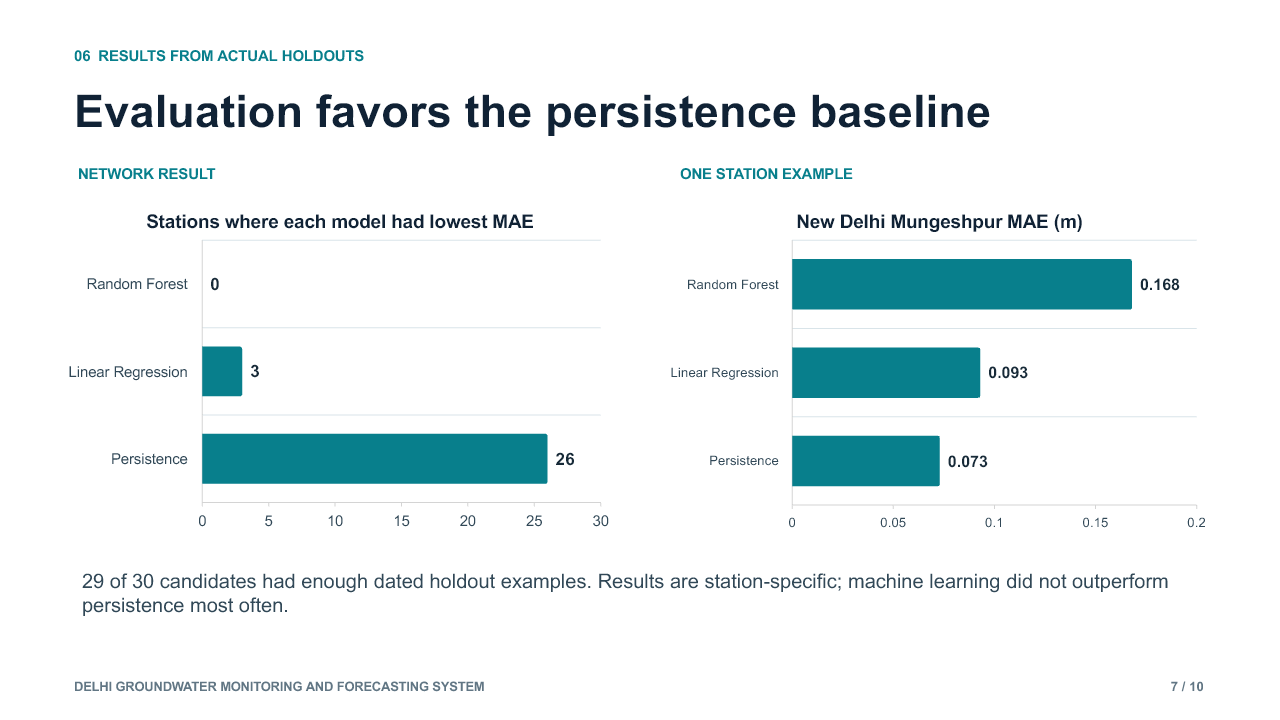 06 RESULTS FROM ACTUAL HOLDOUTS
Evaluation favors the persistence baseline
NETWORK RESULT
Stations where each model had lowest MAE
Random Forest
0
Linear Regression
3
Persistence
26
0 5 10 15 20 25 30
ONE STATION EXAMPLE
New Delhi Mungeshpur MAE (m)
Random Forest
0.168
Linear Regression
0.093
Persistence
0.073
0 0.05 0.1 0.15 0.2
29 of 30 candidates had enough dated holdout examples. Results are station-specific; machine learning did not outperform
persistence most often.
DELHI GROUNDWATER MONITORING AND FORECASTING SYSTEM
7 / 10